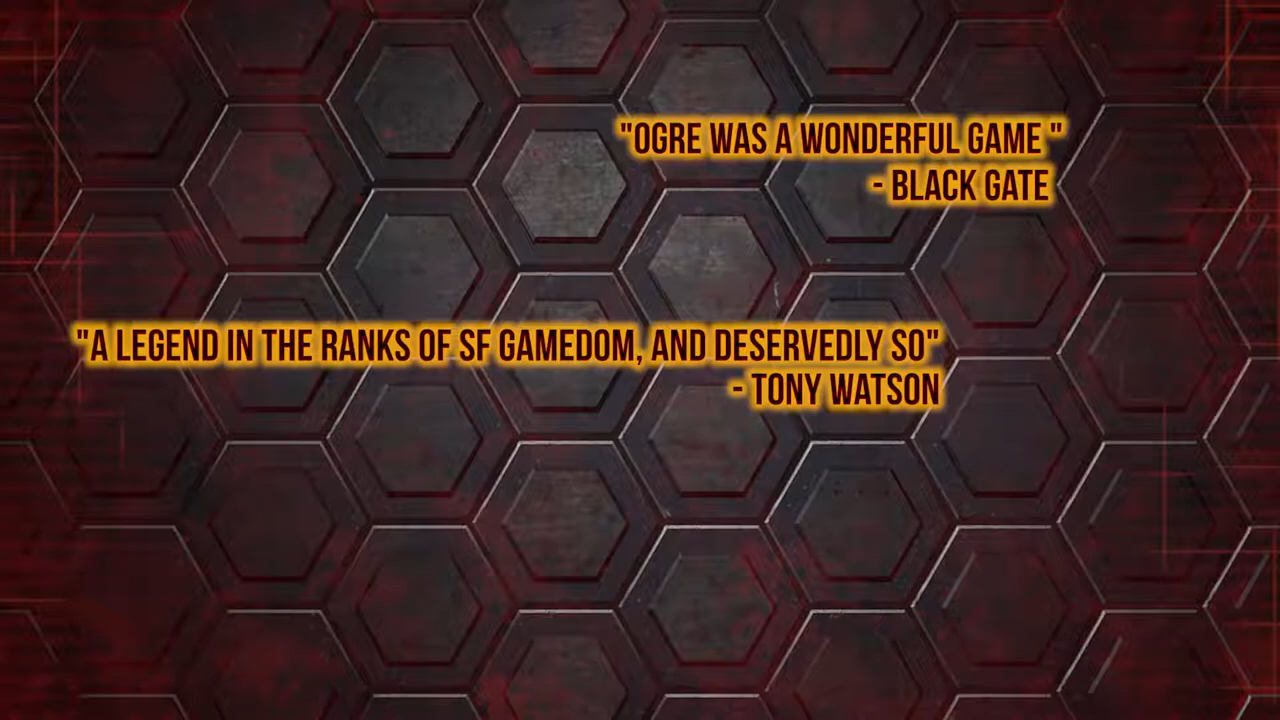 "OGRE WAS A WONDERFUL GAME "
- BLACK GATE
"A LEGEND IN THE RANKS OF SF GAMEDOM, AND DESERVEDLY SO"
- TONY WATSON